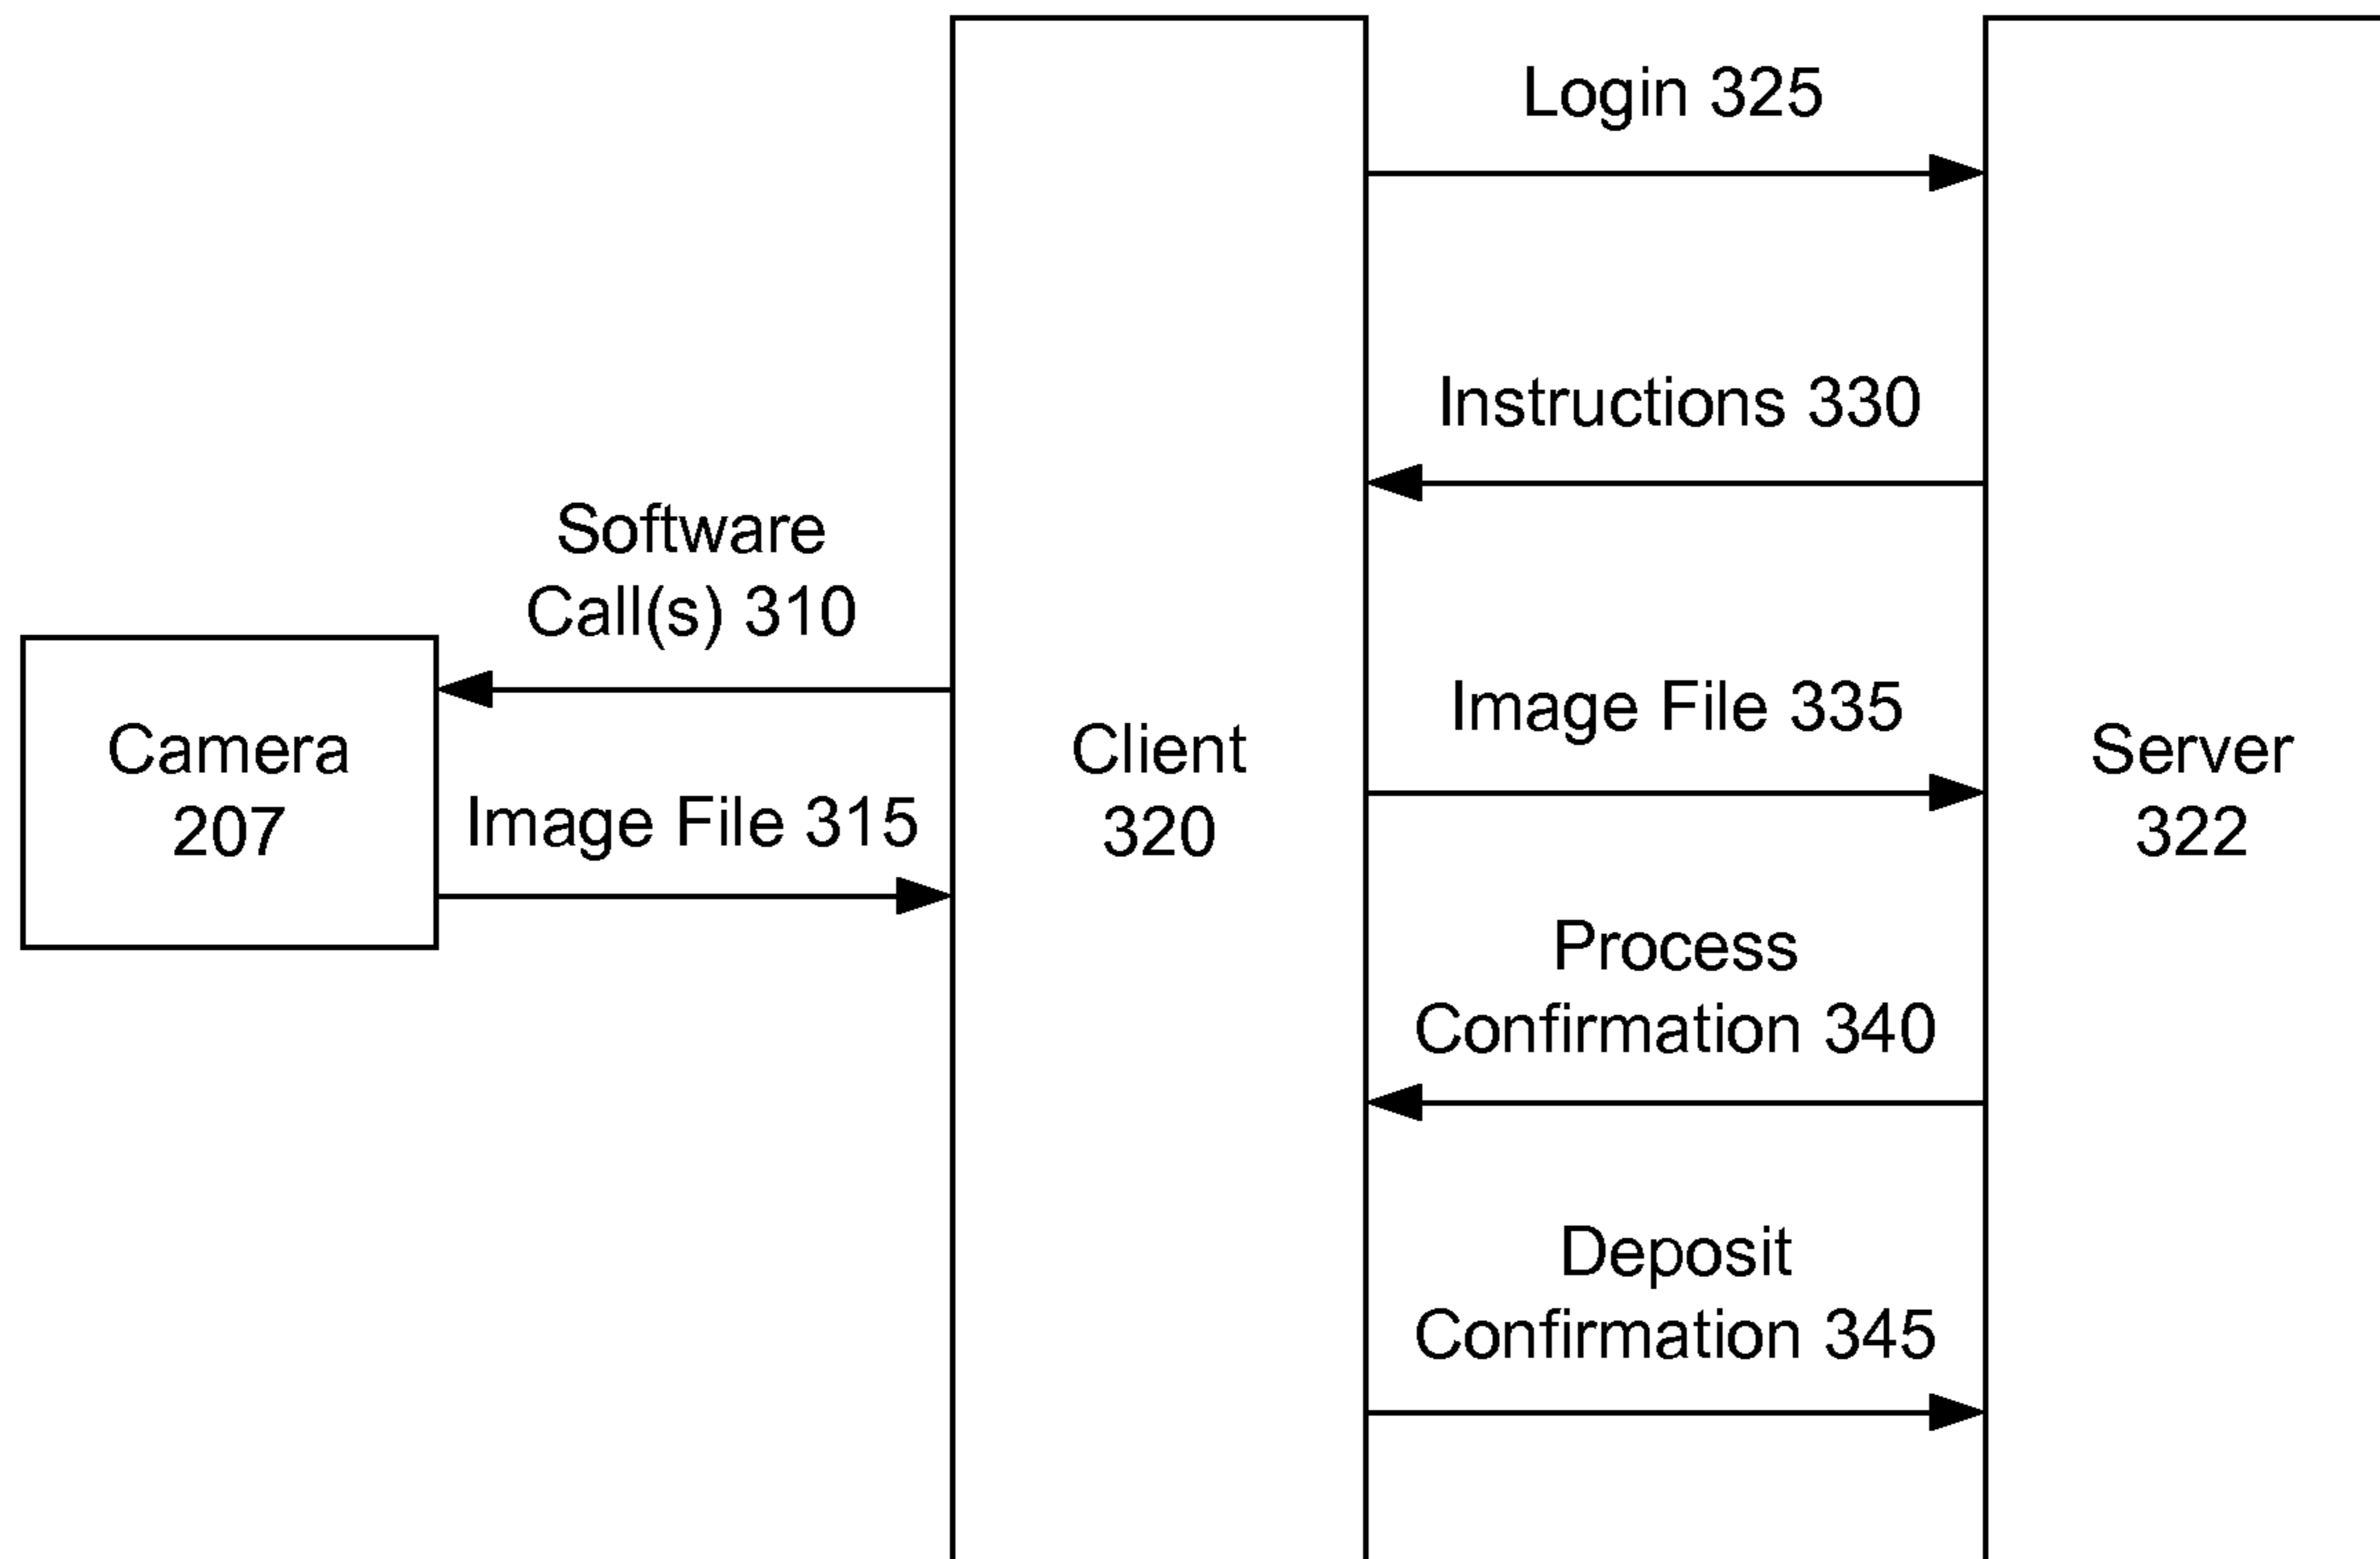 Login 325
Instructions 330
Software
Call(s) 310
Camera
207
Image File 315
Client
320
Image File 335
Server
322
Process
Confirmation 340
Deposit
Confirmation 345